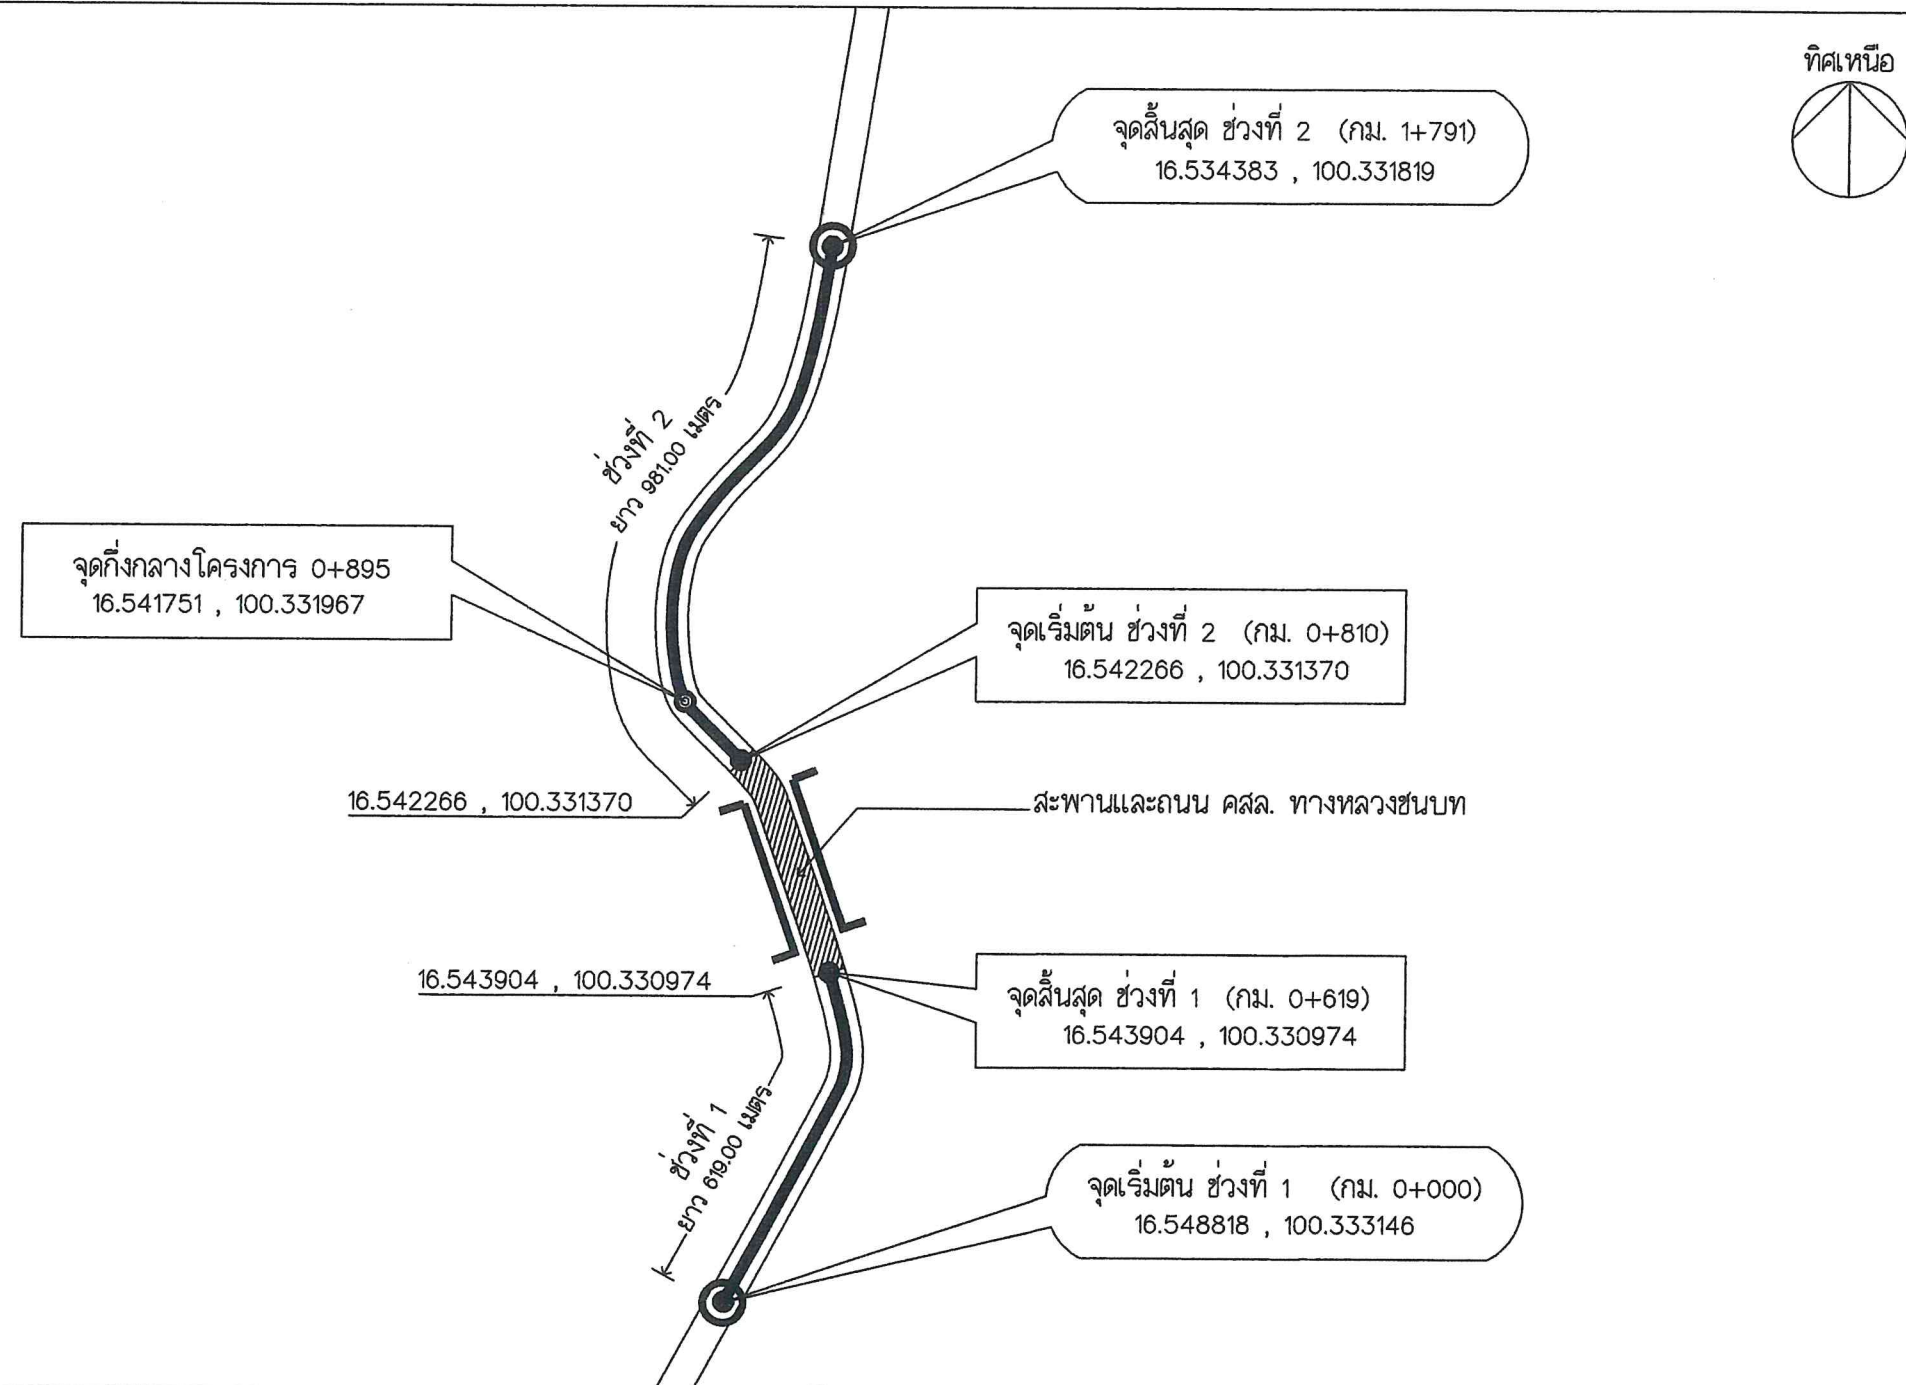 ทิศเหนือ
จุดสิ้นสุด ช่วงที่ 2 (กม. 1+791)
16.534383 , 100.331819
ช่วงที่ 2
ยาว 981.00 เมตร
จุดกึ่งกลางโครงการ 0+895
16.541751 , 100.331967
จุดเริ่มต้น ช่วงที่ 2 (กม. 0+810)
16.542266 , 100.331370
16.542266 , 100.331370
สะพานและถนน คสล. ทางหลวงชนบท
16.543904 , 100.330974
จุดสิ้นสุด ช่วงที่ 1 (กม. 0+619)
16.543904 , 100.330974
ช่วงที่ 1
ยาว 619.00 เมตร
จุดเริ่มต้น ช่วงที่ 1 (กม. 0+000)
16.548818 , 100.333146